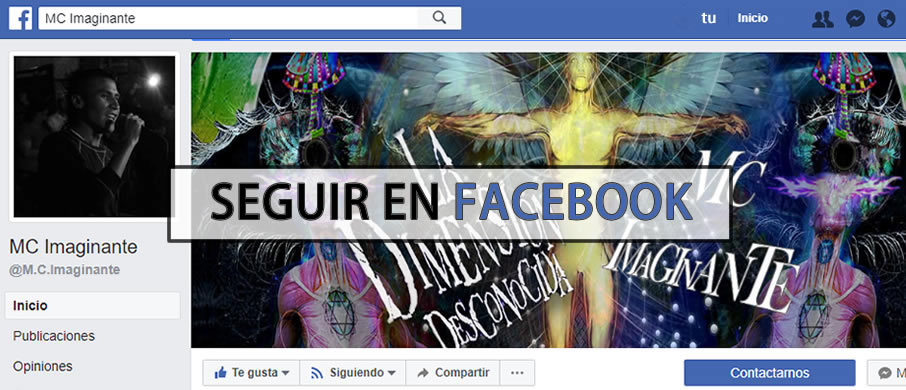 MC Imaginante
tu Inicio
LA DIMENSIÓN DESCONOCIDA
MC IMAGINANTE
SEGUIR EN FACEBOOK
MC Imaginante
@M.C.Imaginante
Inicio
Publicaciones
Opiniones
Te gusta Siguiendo Compartir ··· Contactarnos